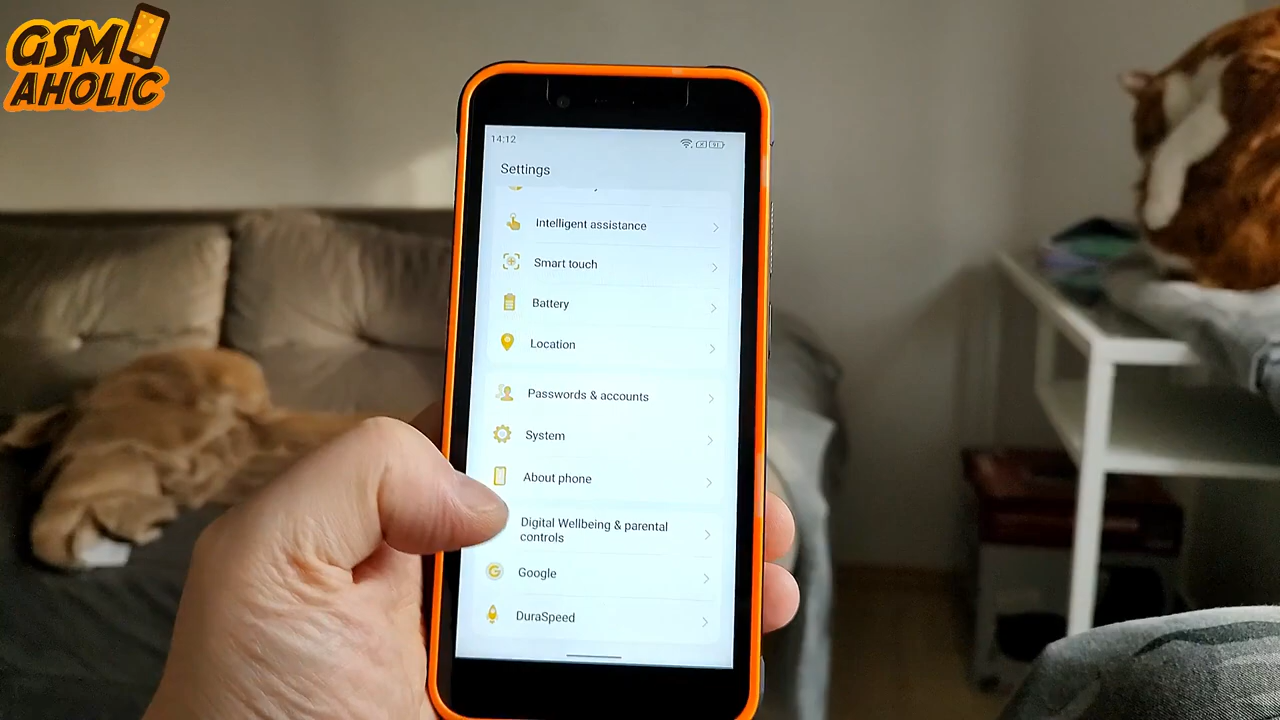 GSM
AHOLIC
14:12
91
Settings
Intelligent assistance
Smart touch
Battery
Location
Passwords & accounts
System
About phone
Digital Wellbeing & parental
controls
Google
DuraSpeed